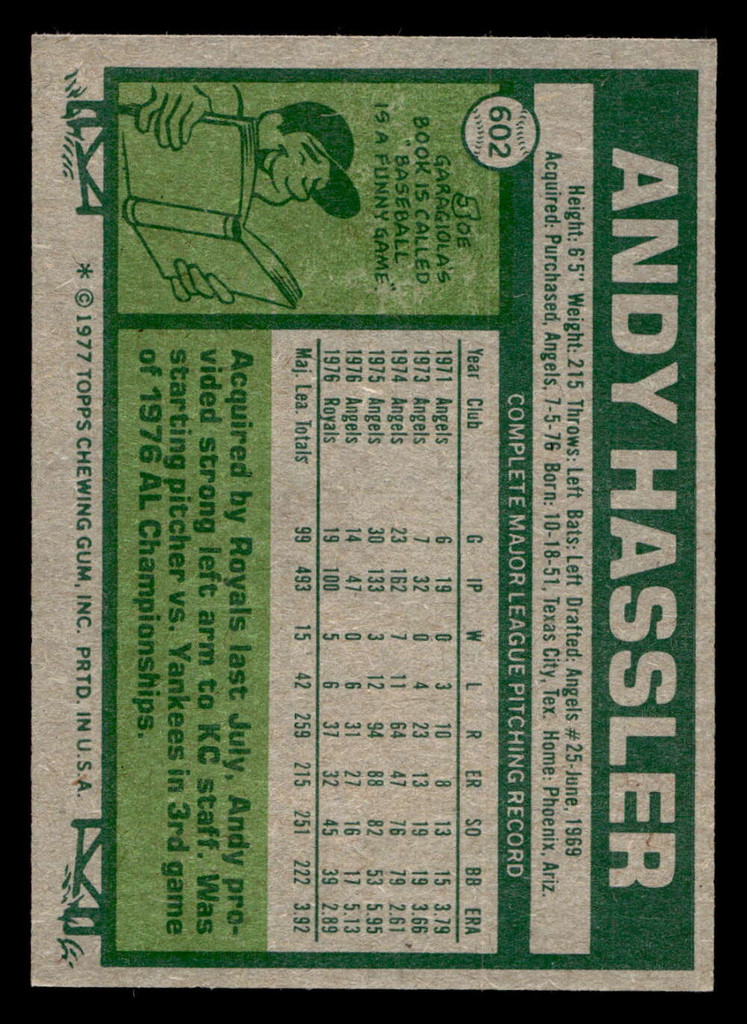 602
ANDY HASSLER
Height: 6'5" Weight: 215 Throws: Left Bats: Left Drafted: Angels #25-June, 1969
Acquired: Purchased, Angels, 7-5-76 Born: 10-18-51, Texas City, Tex. Home: Phoenix, Ariz.
COMPLETE MAJOR LEAGUE PITCHING RECORD
Year Club G IP W L R ER SO BB ERA
1971 Angels 6 19 0 3 10 8 13 15 3.79
1973 Angels 7 32 0 4 23 13 19 19 3.66
1974 Angels 23 162 7 11 64 47 76 79 2.61
1975 Angels 30 133 3 12 94 88 82 53 5.95
1976 Angels 14 47 0 6 31 27 16 17 5.13
1976 Royals 19 100 5 6 37 32 45 39 2.89
Maj. Lea. Totals 99 493 15 42 259 215 251 222 3.92
JOE
GARAGIOLA'S
BOOK IS CALLED
"BASEBALL
IS A FUNNY GAME."
Acquired by Royals last July, Andy pro-
vided strong left arm to KC staff. Was
starting pitcher vs. Yankees in 3rd game
of 1976 AL Championships.
* © 1977 TOPPS CHEWING GUM, INC. PRTD. IN U.S.A.